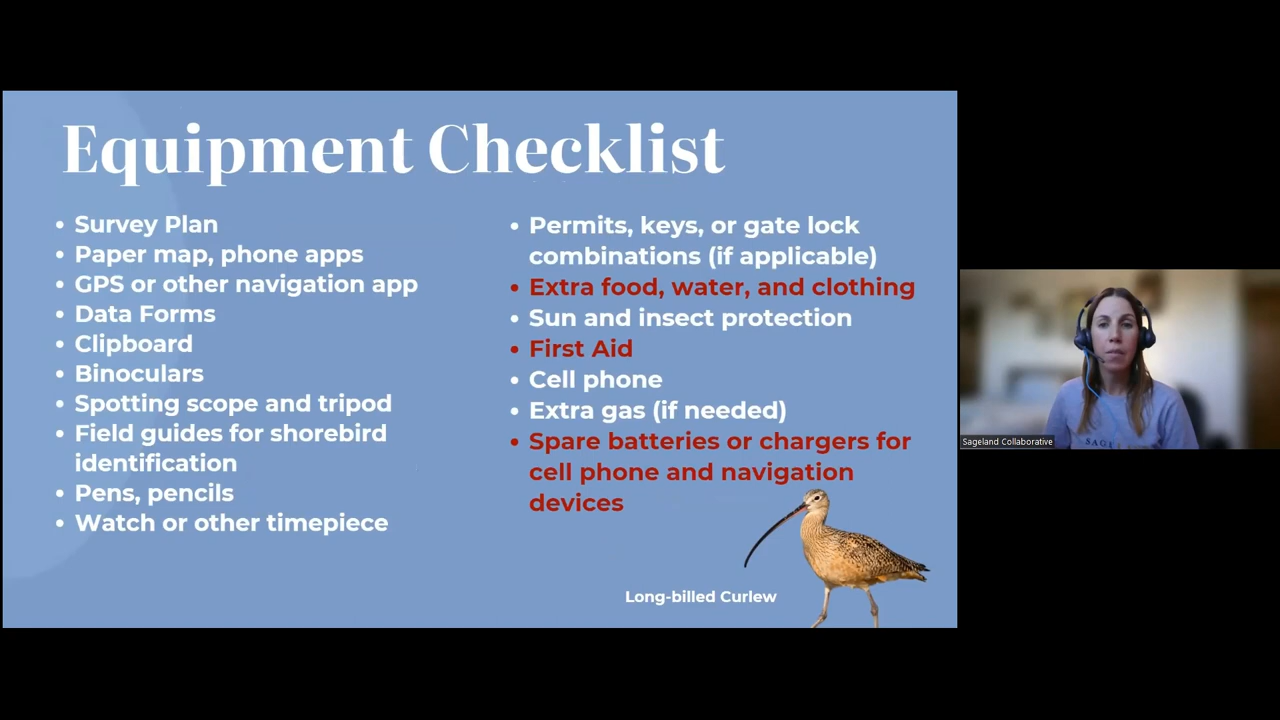 Equipment Checklist
• Survey Plan
• Paper map, phone apps
• GPS or other navigation app
• Data Forms
• Clipboard
• Binoculars
• Spotting scope and tripod
• Field guides for shorebird
identification
• Pens, pencils
• Watch or other timepiece
• Permits, keys, or gate lock
combinations (if applicable)
• Extra food, water, and clothing
• Sun and insect protection
• First Aid
• Cell phone
• Extra gas (if needed)
• Spare batteries or chargers for
cell phone and navigation
devices
Long-billed Curlew
Sageland Collaborative